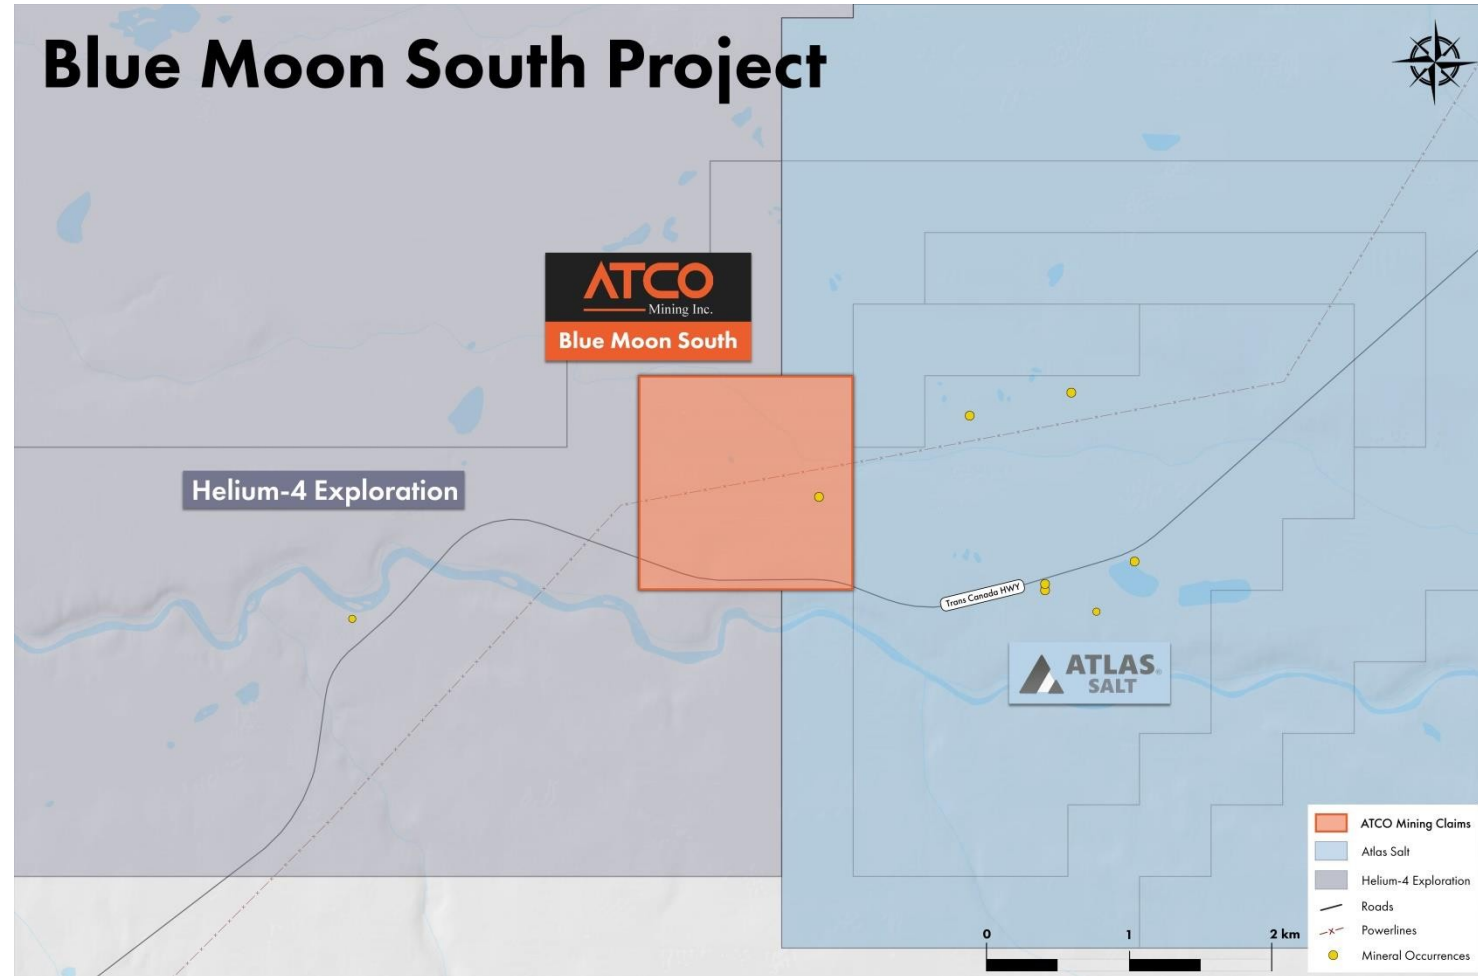 Blue Moon South Project
ATCO
Mining Inc.
Blue Moon South
Helium-4 Exploration
Trans Canada HWY
ATLAS
SALT
ATCO Mining Claims
Atlas Salt
Helium-4 Exploration
Roads
Powerlines
Mineral Occurrences
0 1 2 km